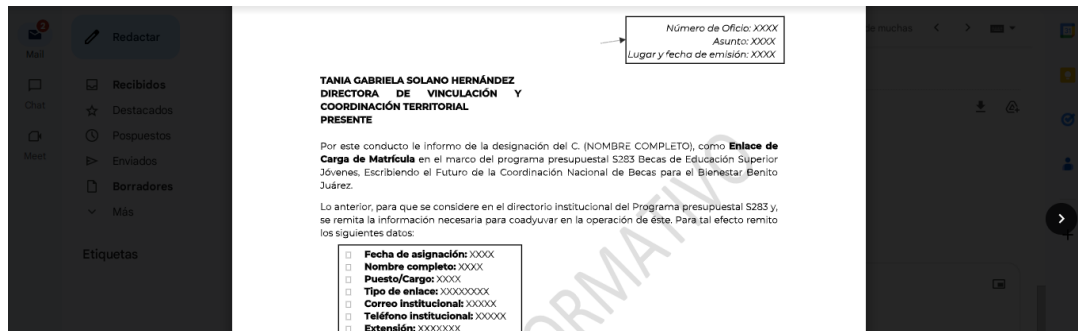 Número de Oficio: XXXX
Asunto: XXXX
Lugar y fecha de emisión: XXXX
2
Mail
Redactar
de muchas
TANIA GABRIELA SOLANO HERNÁNDEZ
DIRECTORA DE VINCULACIÓN Y
COORDINACIÓN TERRITORIAL
PRESENTE
Recibidos
Chat
Destacados
Pospuestos
Meet
Enviados
Borradores
Más
Etiquetas
Por este conducto le informo de la designación del C. (NOMBRE COMPLETO), como Enlace de
Carga de Matrícula en el marco del programa presupuestal S283 Becas de Educación Superior
Jóvenes, Escribiendo el Futuro de la Coordinación Nacional de Becas para el Bienestar Benito
Juárez.
Lo anterior, para que se considere en el directorio institucional del Programa presupuestal S283 y,
se remita la información necesaria para coadyuvar en la operación de éste. Para tal efecto remito
los siguientes datos:
Fecha de asignación: XXXX
Nombre completo: XXXX
Puesto/Cargo: XXXX
Tipo de enlace: XXXXXXXX
Correo institucional: XXXXX
Teléfono institucional: XXXXX
Extensión: XXXXXXX
ORMATIVO